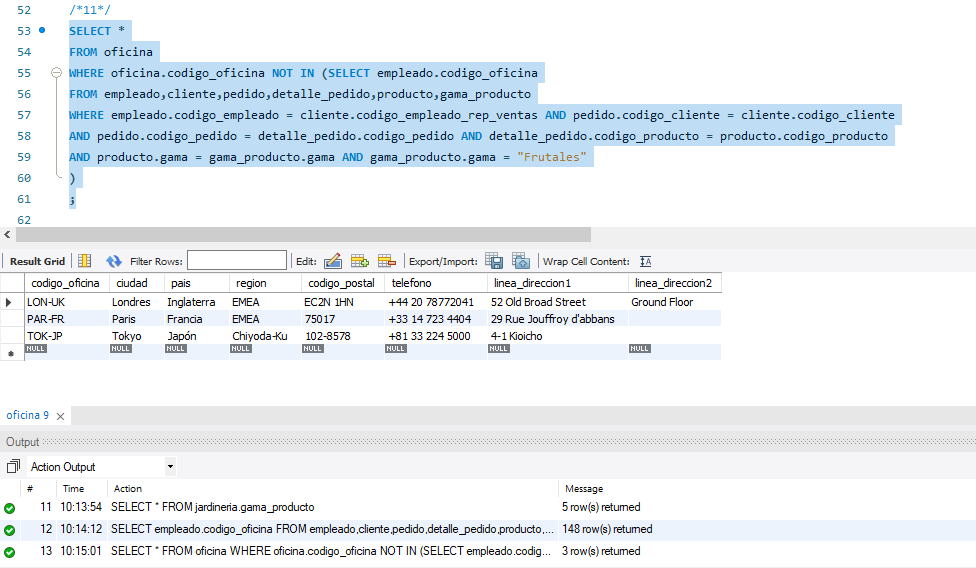 52 /*11*/
53 SELECT *
54 FROM oficina
55 WHERE oficina.codigo_oficina NOT IN (SELECT empleado.codigo_oficina
56 FROM empleado,cliente,pedido,detalle_pedido,producto,gama_producto
57 WHERE empleado.codigo_empleado = cliente.codigo_empleado_rep_ventas AND pedido.codigo_cliente = cliente.codigo_cliente
58 AND pedido.codigo_pedido = detalle_pedido.codigo_pedido AND detalle_pedido.codigo_producto = producto.codigo_producto
59 AND producto.gama = gama_producto.gama AND gama_producto.gama = "Frutales"
60 )
61 ;
62
Result Grid Filter Rows: Edit: Export/Import: Wrap Cell Content: IA
codigo_oficina ciudad pais region codigo_postal telefono linea_direccion1 linea_direccion2
LON-UK Londres Inglaterra EMEA EC2N 1HN +44 20 78772041 52 Old Broad Street Ground Floor
PAR-FR Paris Francia EMEA 75017 +33 14 723 4404 29 Rue Jouffroy d'abbans
TOK-JP Tokyo Japón Chiyoda-Ku 102-8578 +81 33 224 5000 4-1 Kioicho
NULL NULL NULL NULL NULL NULL NULL NULL
oficina 9
Output
Action Output
# Time Action Message
11 10:13:54 SELECT * FROM jardineria.gama_producto 5 row(s) returned
12 10:14:12 SELECT empleado.codigo_oficina FROM empleado,cliente,pedido,detalle_pedido,producto,... 148 row(s) returned
13 10:15:01 SELECT * FROM oficina WHERE oficina.codigo_oficina NOT IN (SELECT empleado.codig... 3 row(s) returned